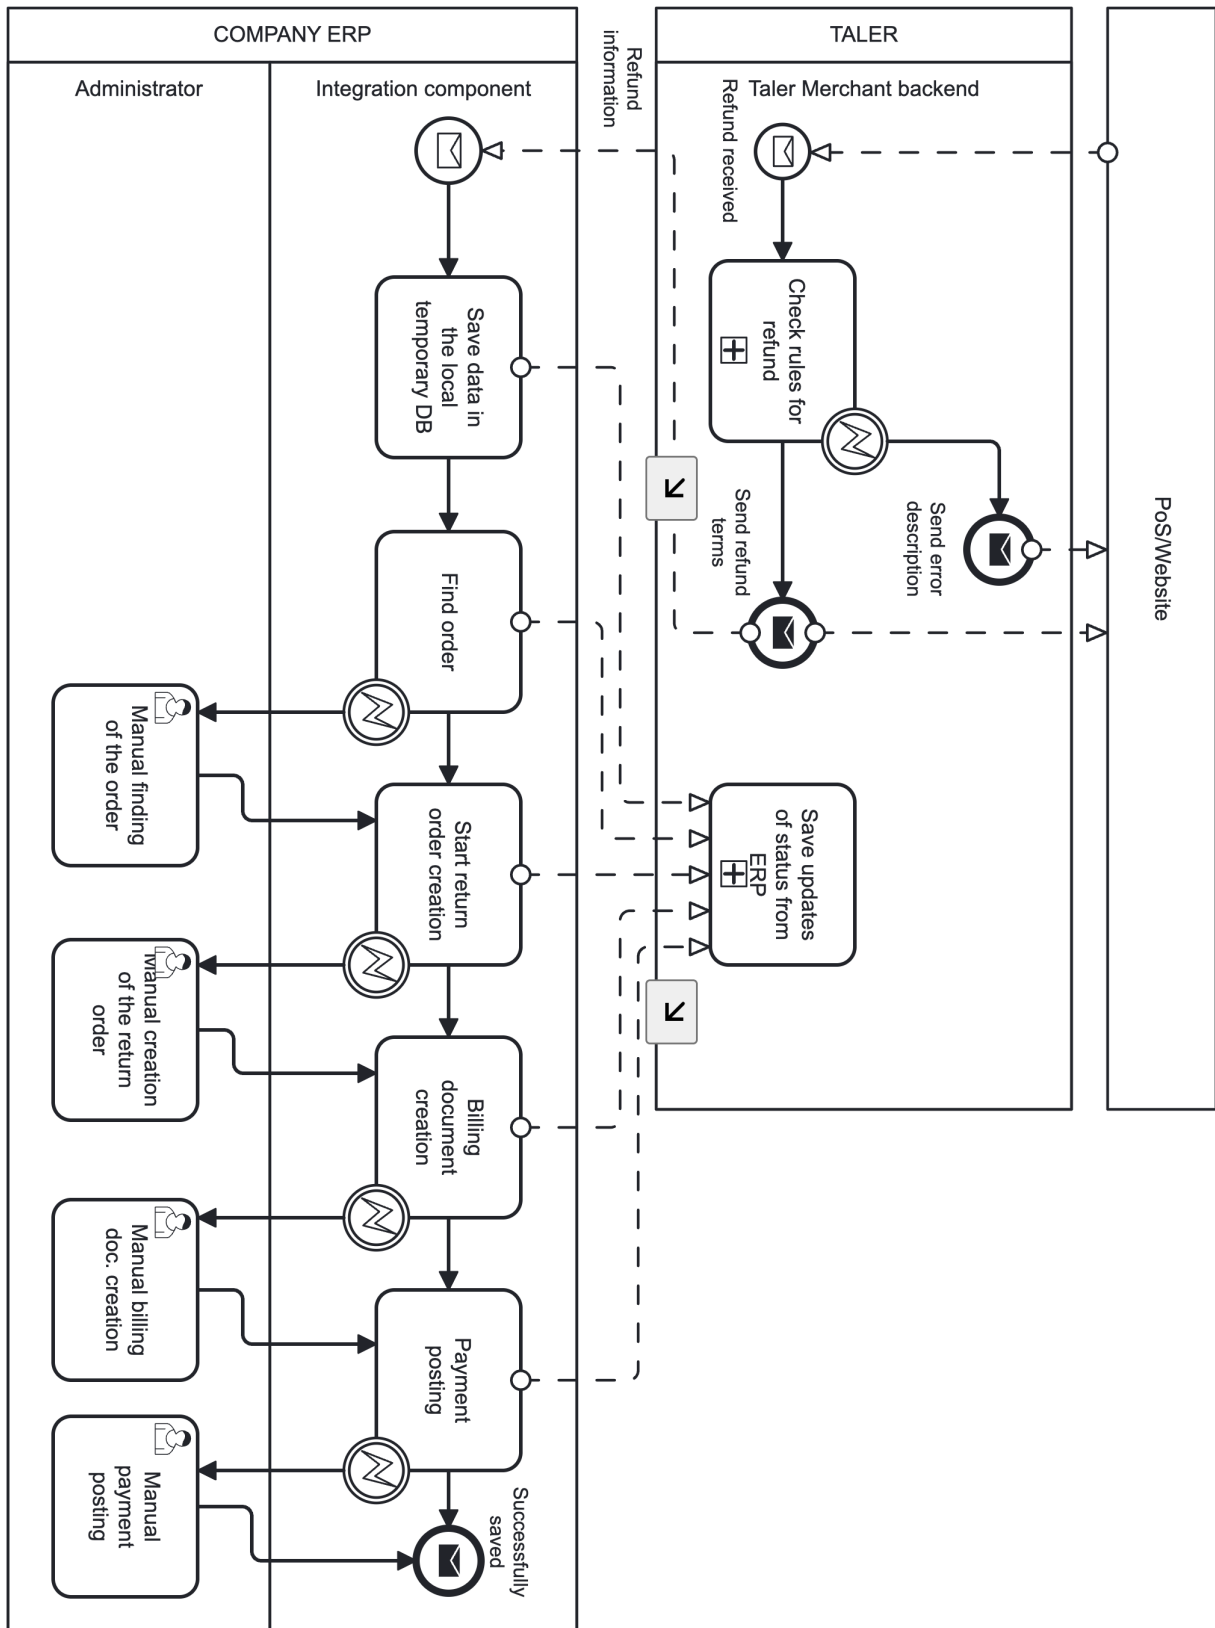 COMPANY ERP
TALER
PoS/Website
Administrator
Integration component
Taler Merchant backend
Refund
information
Refund received
Check rules for
refund
Send error
description
Send refund
terms
Save data in
the local
temporary DB
Find order
Manual finding
of the order
Start return
order creation
Save updates
of status from
ERP
Manual creation
of the return
order
Billing
document
creation
Manual billing
doc. creation
Payment
posting
Manual
payment
posting
Successfully
saved